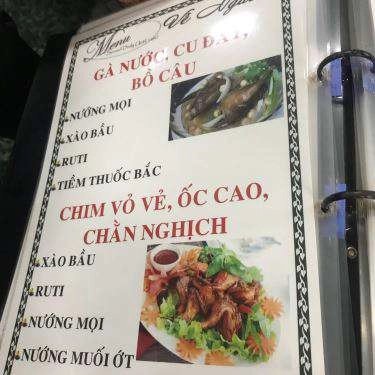 Menu
GÀ NƯỚC, CU ĐẤT,
BỒ CÂU
NƯỚNG MỌI
XÀO BẦU
RUTI
TIỀM THUỐC BẮC
CHIM VỎ VẺ, ỐC CAO,
CHẰN NGHỊCH
XÀO BẦU
RUTI
NƯỚNG MỌI
NƯỚNG MUỐI ỚT